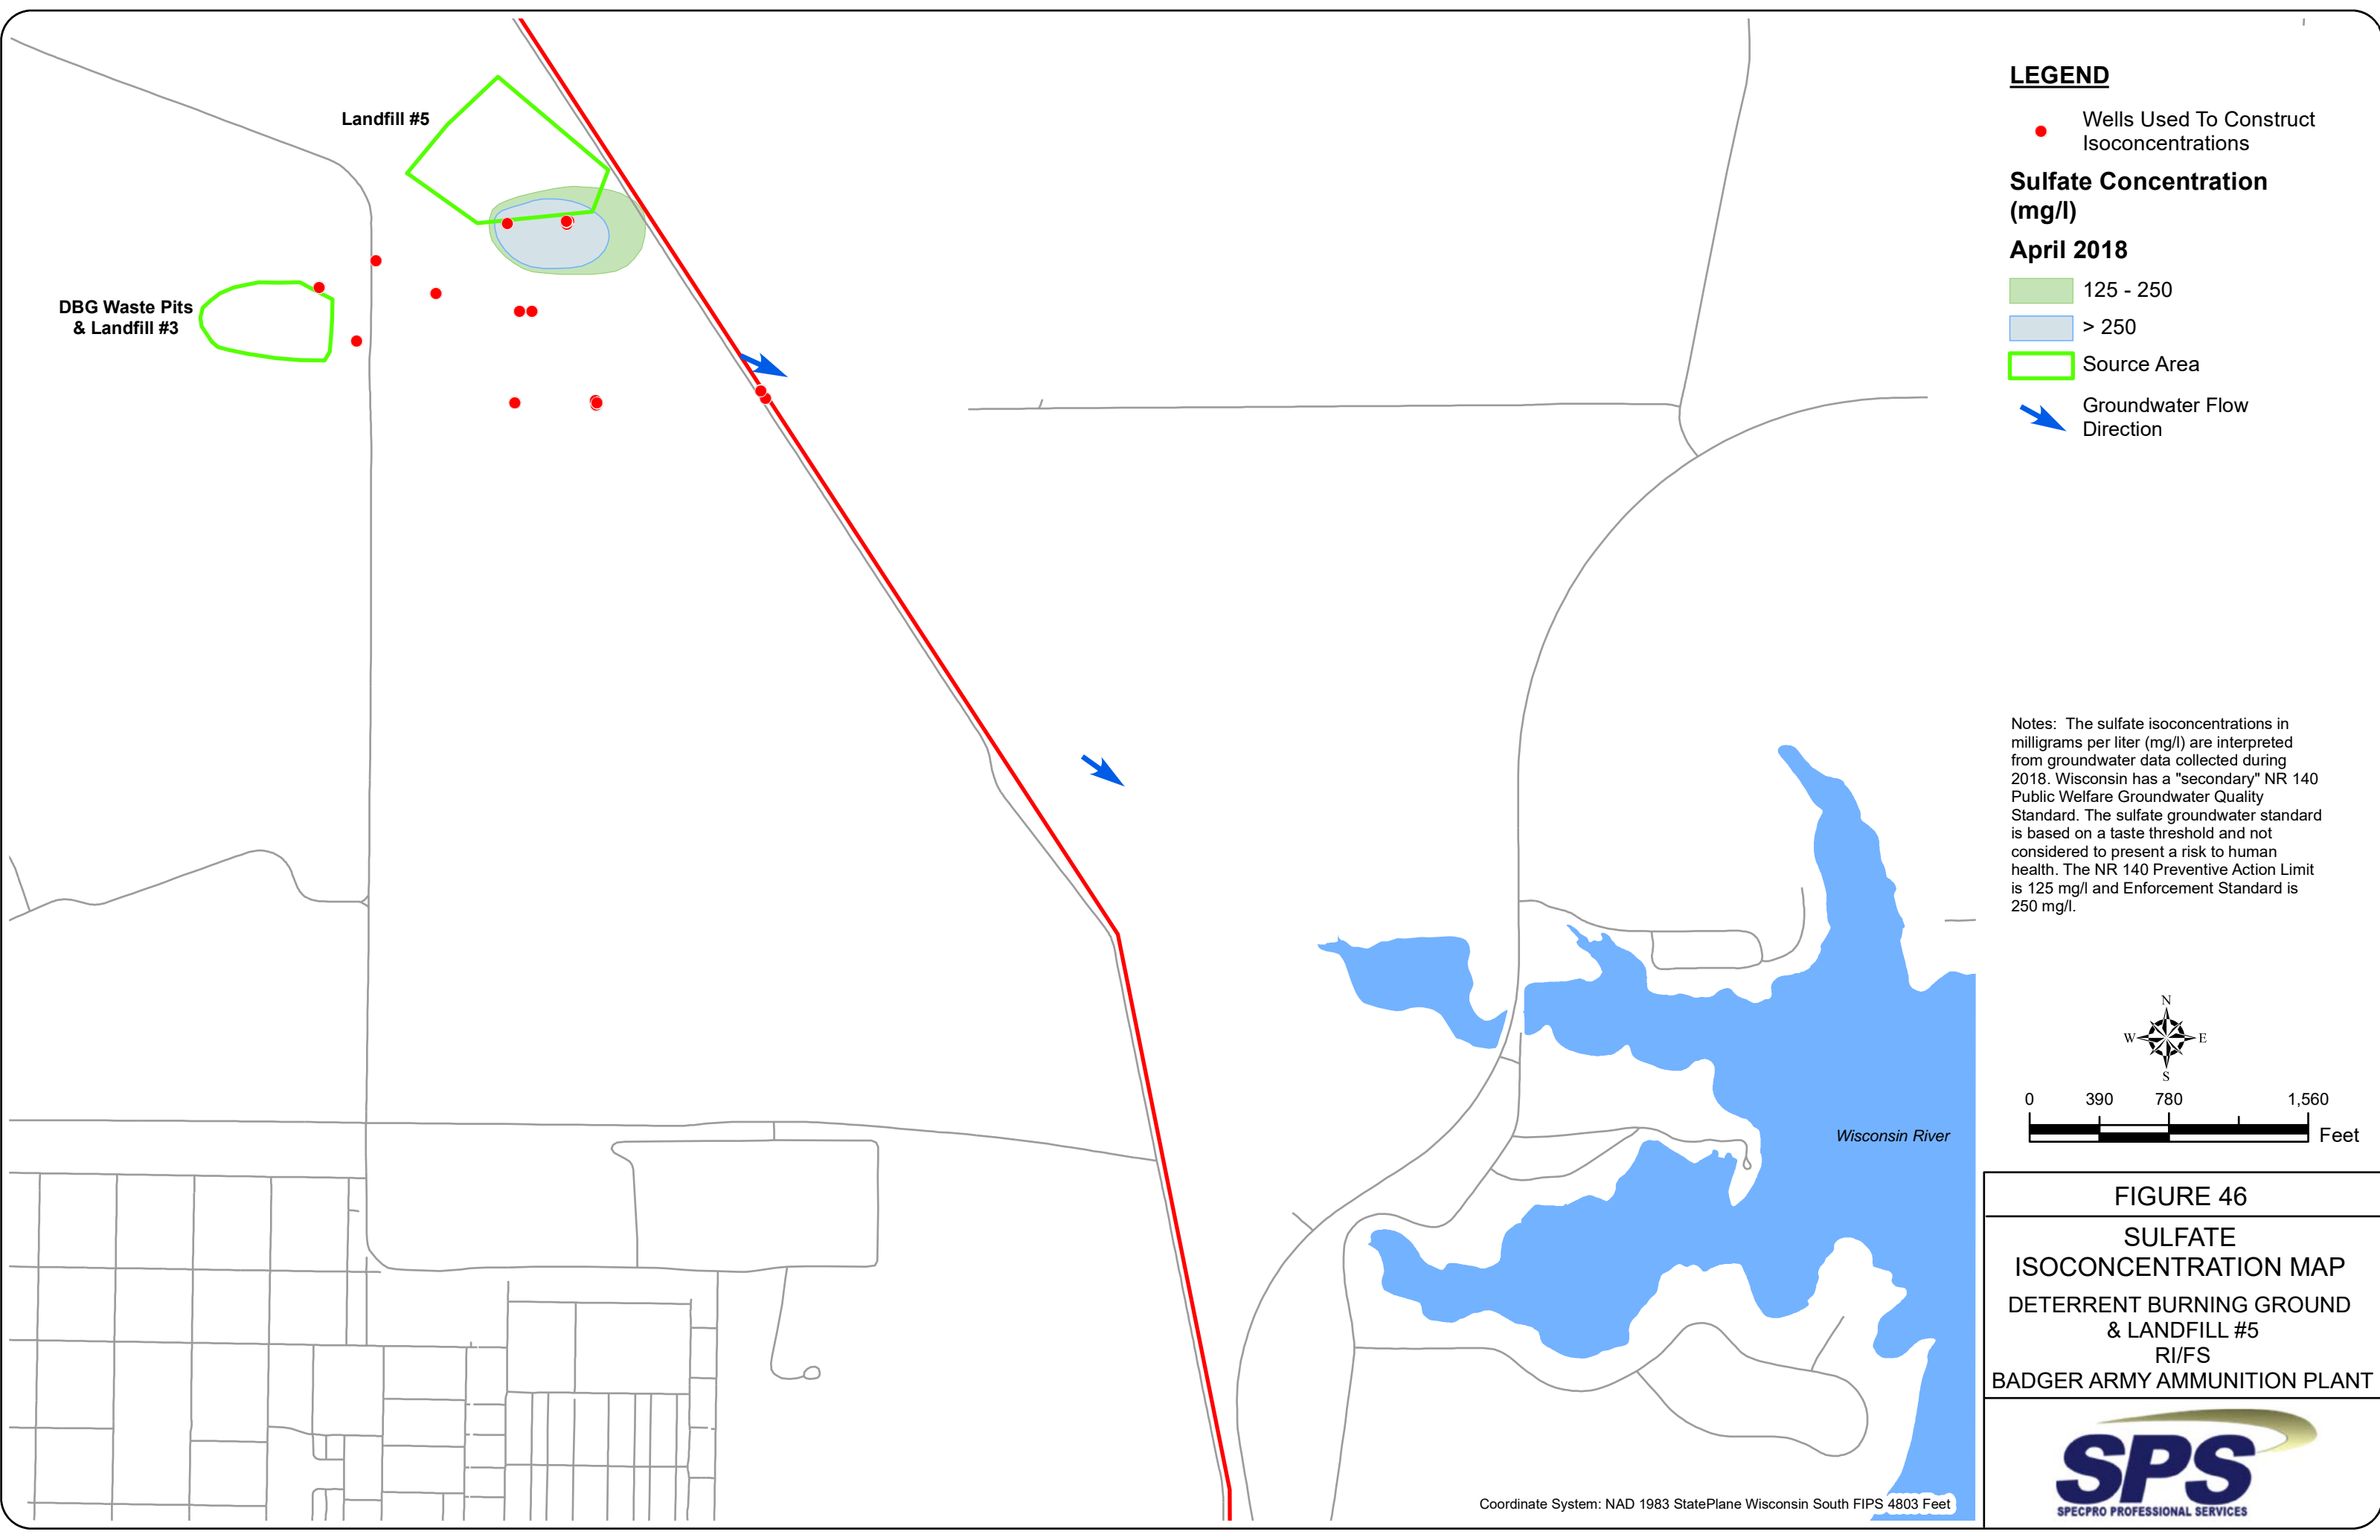 Landfill #5
DBG Waste Pits
& Landfill #3
LEGEND
Wells Used To Construct
Isoconcentrations
Sulfate Concentration
(mg/l)
April 2018
125 - 250
> 250
Source Area
Groundwater Flow
Direction
Notes:  The sulfate isoconcentrations in
milligrams per liter (mg/l) are interpreted
from groundwater data collected during
2018. Wisconsin has a "secondary" NR 140
Public Welfare Groundwater Quality
Standard. The sulfate groundwater standard
is based on a taste threshold and not
considered to present a risk to human
health. The NR 140 Preventive Action Limit
is 125 mg/l and Enforcement Standard is
250 mg/l.
N
W E
S
0 390 780 1,560
Feet
Wisconsin River
FIGURE 46
SULFATE
ISOCONCENTRATION MAP
DETERRENT BURNING GROUND
& LANDFILL #5
RI/FS
BADGER ARMY AMMUNITION PLANT
SPS
SPECPRO PROFESSIONAL SERVICES
Coordinate System: NAD 1983 StatePlane Wisconsin South FIPS 4803 Feet